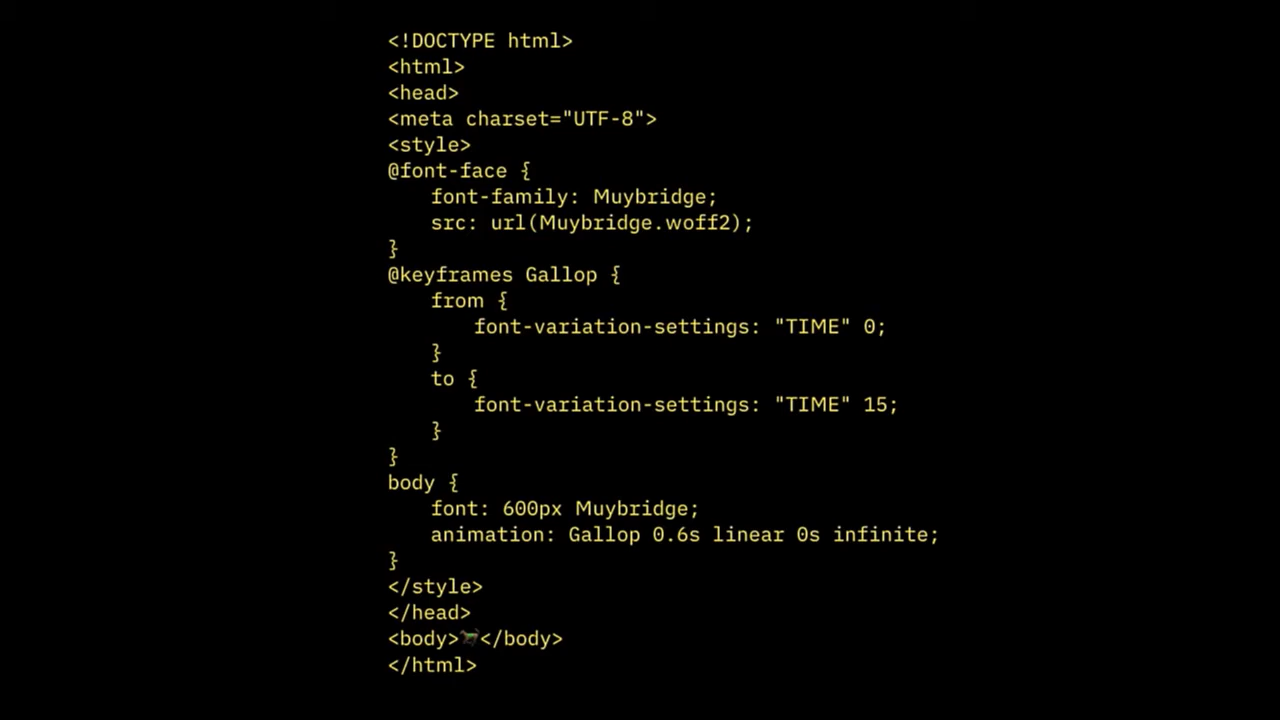 <!DOCTYPE html>
<html>
<head>
<meta charset="UTF-8">
<style>
@font-face {
font-family: Muybridge;
src: url(Muybridge.woff2);
}
@keyframes Gallop {
from {
font-variation-settings: "TIME" 0;
}
to {
font-variation-settings: "TIME" 15;
}
}
body {
font: 600px Muybridge;
animation: Gallop 0.6s linear 0s infinite;
}
</style>
</head>
<body>🐎</body>
</html>